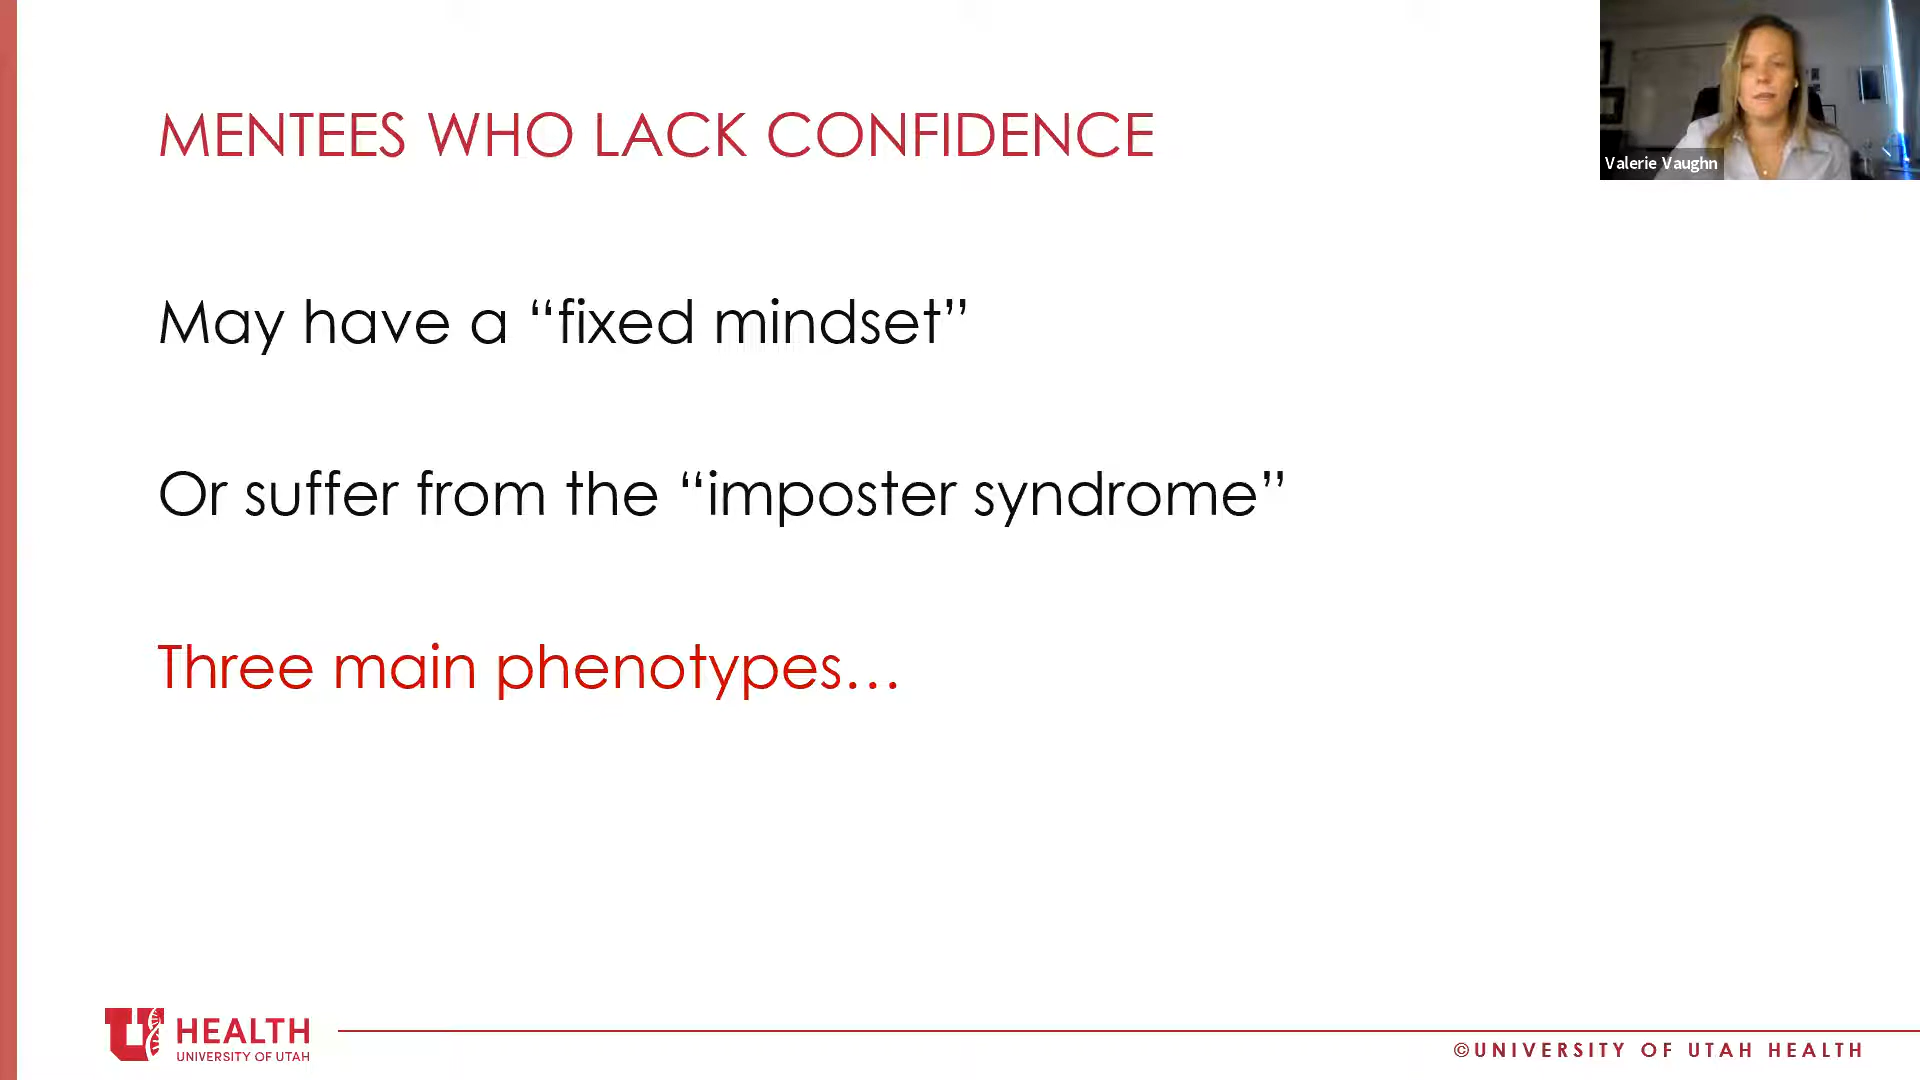 MENTEES WHO LACK CONFIDENCE
Valerie Vaughn
May have a “fixed mindset”
Or suffer from the “imposter syndrome”
Three main phenotypes…
U HEALTH
UNIVERSITY OF UTAH
©UNIVERSITY OF UTAH HEALTH